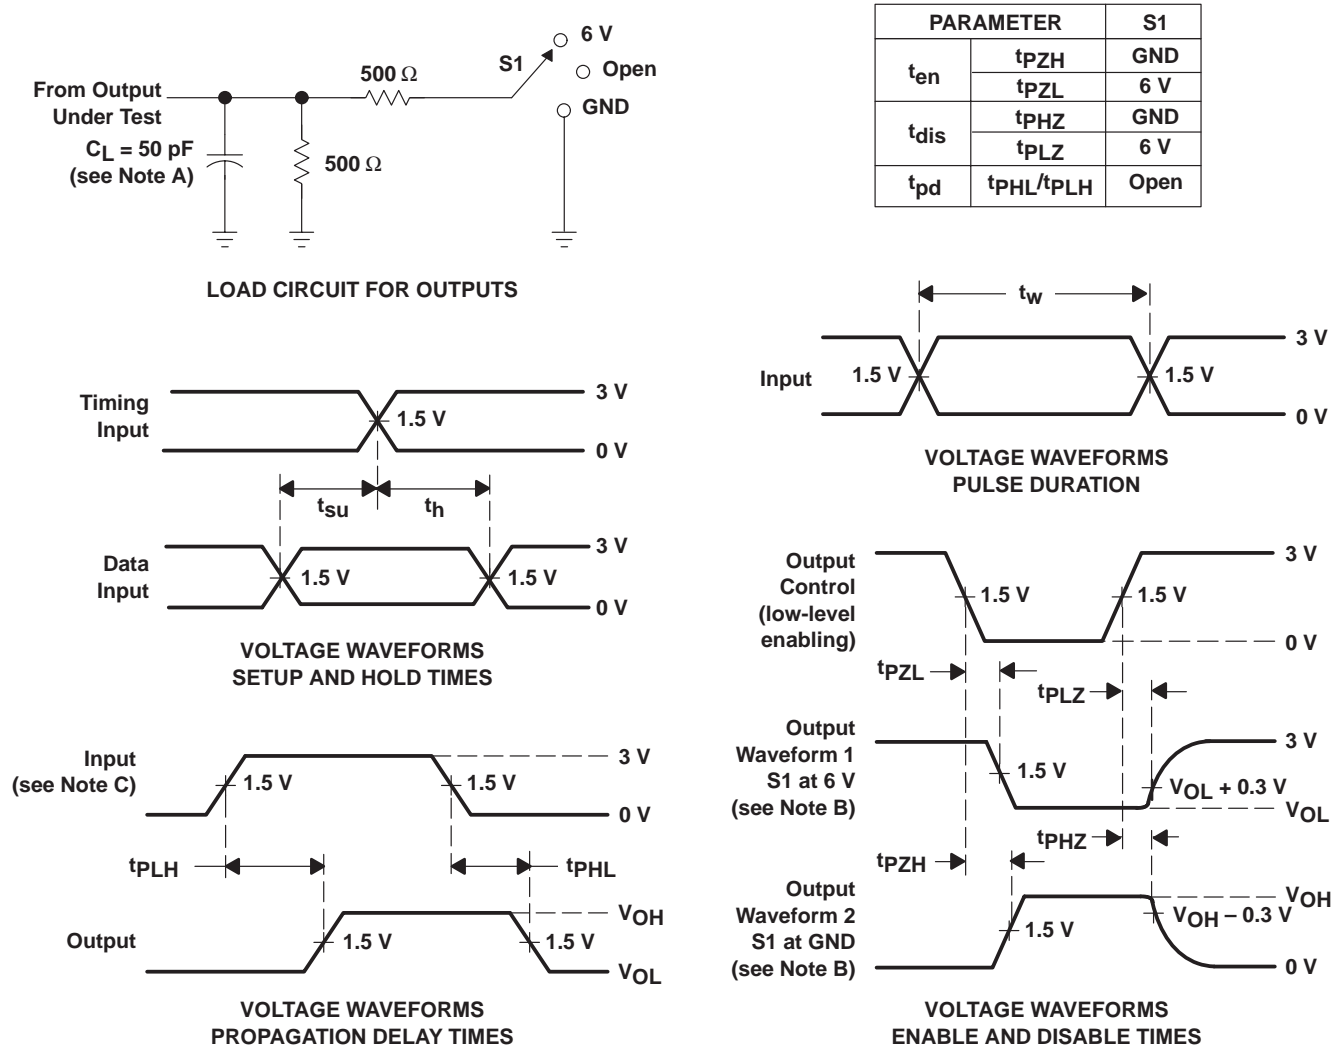 6 V
S1
Open
500 Ω
GND
From Output
Under Test
CL = 50 pF
(see Note A)
500 Ω
LOAD CIRCUIT FOR OUTPUTS
PARAMETER S1
ten tPZH GND
tPZL 6 V
tdis tPHZ GND
tPLZ 6 V
tpd tPHL/tPLH Open
tw
3 V
Input 1.5 V 1.5 V
0 V
VOLTAGE WAVEFORMS
PULSE DURATION
Timing
Input
3 V
1.5 V
0 V
tsu th
Data
Input
3 V
1.5 V 1.5 V
0 V
VOLTAGE WAVEFORMS
SETUP AND HOLD TIMES
Input
(see Note C)
3 V
1.5 V 1.5 V
0 V
tPLH tPHL
VOH
Output 1.5 V 1.5 V
VOL
VOLTAGE WAVEFORMS
PROPAGATION DELAY TIMES
Output
Control
(low-level
enabling)
3 V
1.5 V 1.5 V
0 V
tPZL tPLZ
Output
Waveform 1
S1 at 6 V
(see Note B)
3 V
1.5 V
VOL + 0.3 V
VOL
tPZH tPHZ
Output
Waveform 2
S1 at GND
(see Note B)
VOH
VOH – 0.3 V
1.5 V
0 V
VOLTAGE WAVEFORMS
ENABLE AND DISABLE TIMES